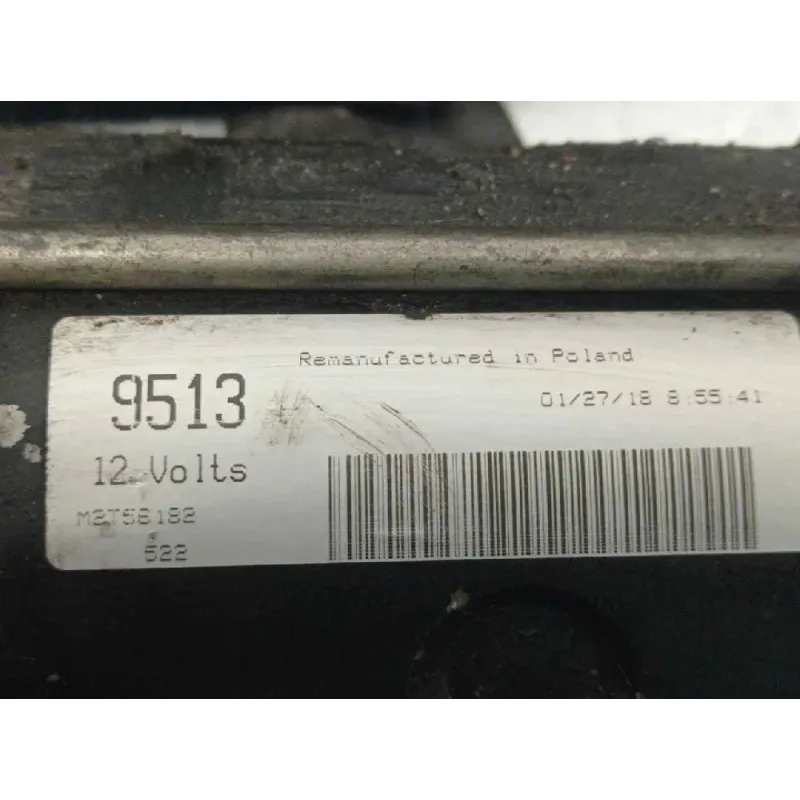 Remanufactured in Poland
9513
01/27/18 8:55:41
12 Volts
M2T58182
522